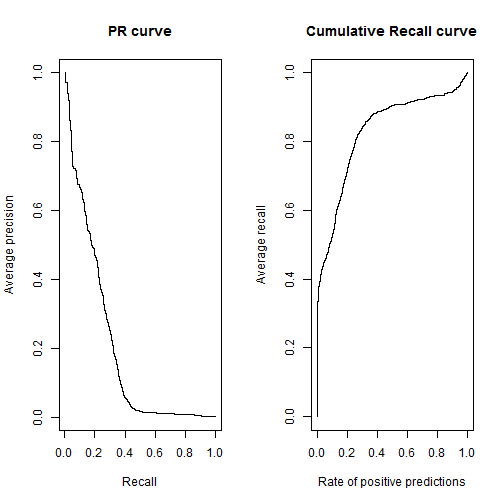 PR curve
Average precision
1.0
0.8
0.6
0.4
0.2
0.0
0.0 0.2 0.4 0.6 0.8 1.0
Recall
Cumulative Recall curve
Average recall
1.0
0.8
0.6
0.4
0.2
0.0
0.0 0.2 0.4 0.6 0.8 1.0
Rate of positive predictions